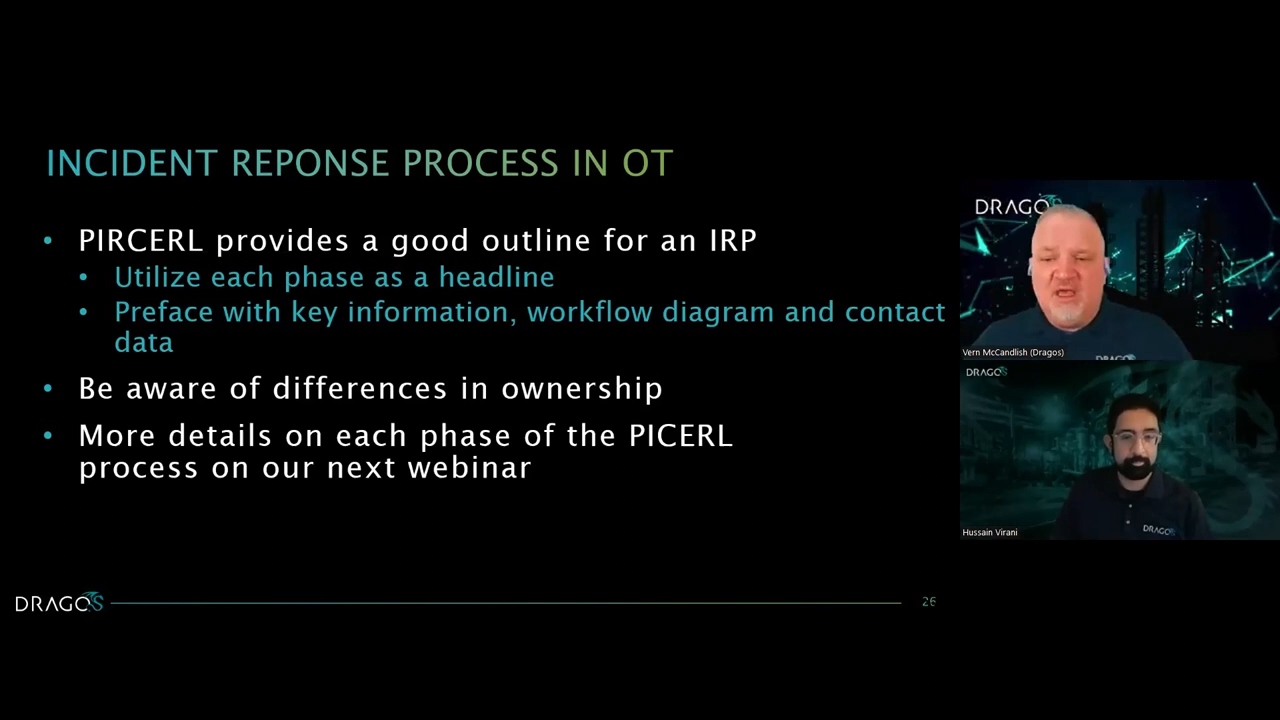 INCIDENT REPONSE PROCESS IN OT
• PIRCERL provides a good outline for an IRP
• Utilize each phase as a headline
• Preface with key information, workflow diagram and contact
data
• Be aware of differences in ownership
• More details on each phase of the PICERL
process on our next webinar
DRAGOS
26
DRAGOS
DRAGOS
Vern McCandlish (Dragos)
DRAGOS
DRAGOS
Hussain Virani